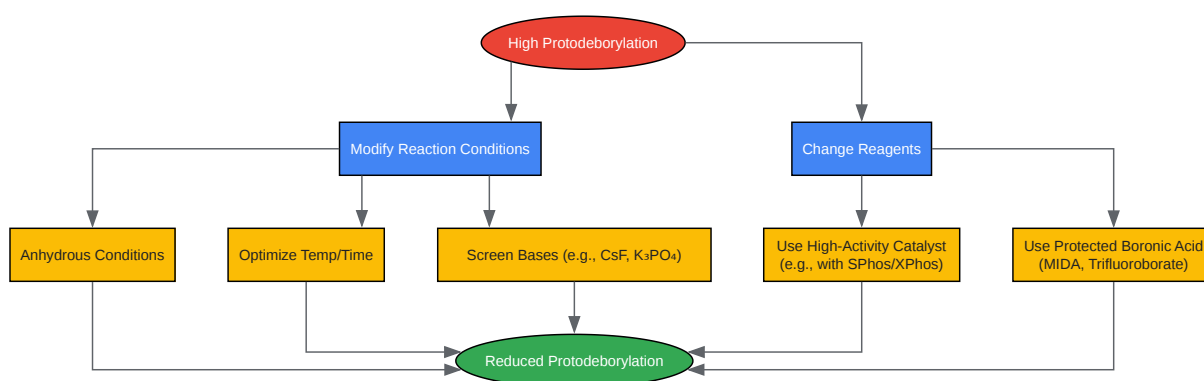 High Protodeborylation
Modify Reaction Conditions
Change Reagents
Anhydrous Conditions
Optimize Temp/Time
Screen Bases (e.g., CsF, K₃PO₄)
Use High-Activity Catalyst
(e.g., with SPhos/XPhos)
Use Protected Boronic Acid
(MIDA, Trifluoroborate)
Reduced Protodeborylation